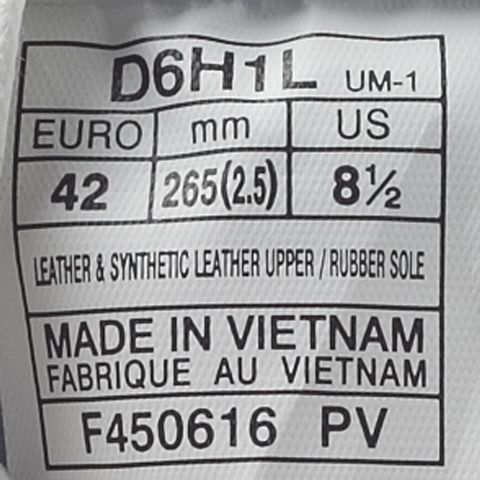 D6H1L UM-1
EURO mm US
42 265(2.5) 8½
LEATHER & SYNTHETIC LEATHER UPPER / RUBBER SOLE
MADE IN VIETNAM
FABRIQUE AU VIETNAM
F450616 PV